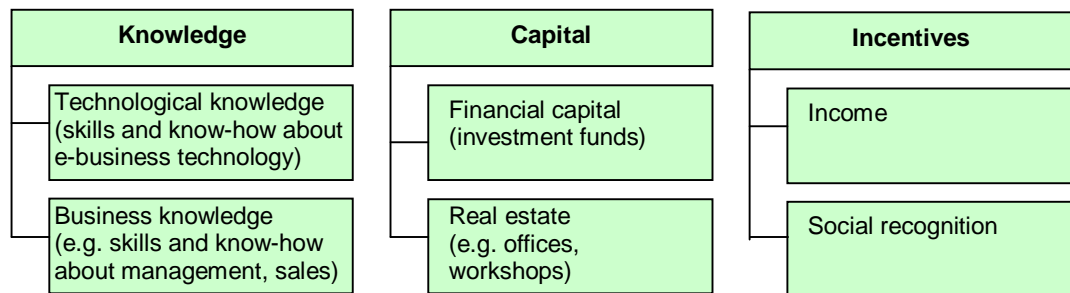 Knowledge
Technological knowledge
(skills and know-how about
e-business technology)
Business knowledge
(e.g. skills and know-how
about management, sales)
Capital
Financial capital
(investment funds)
Real estate
(e.g. offices,
workshops)
Incentives
Income
Social recognition